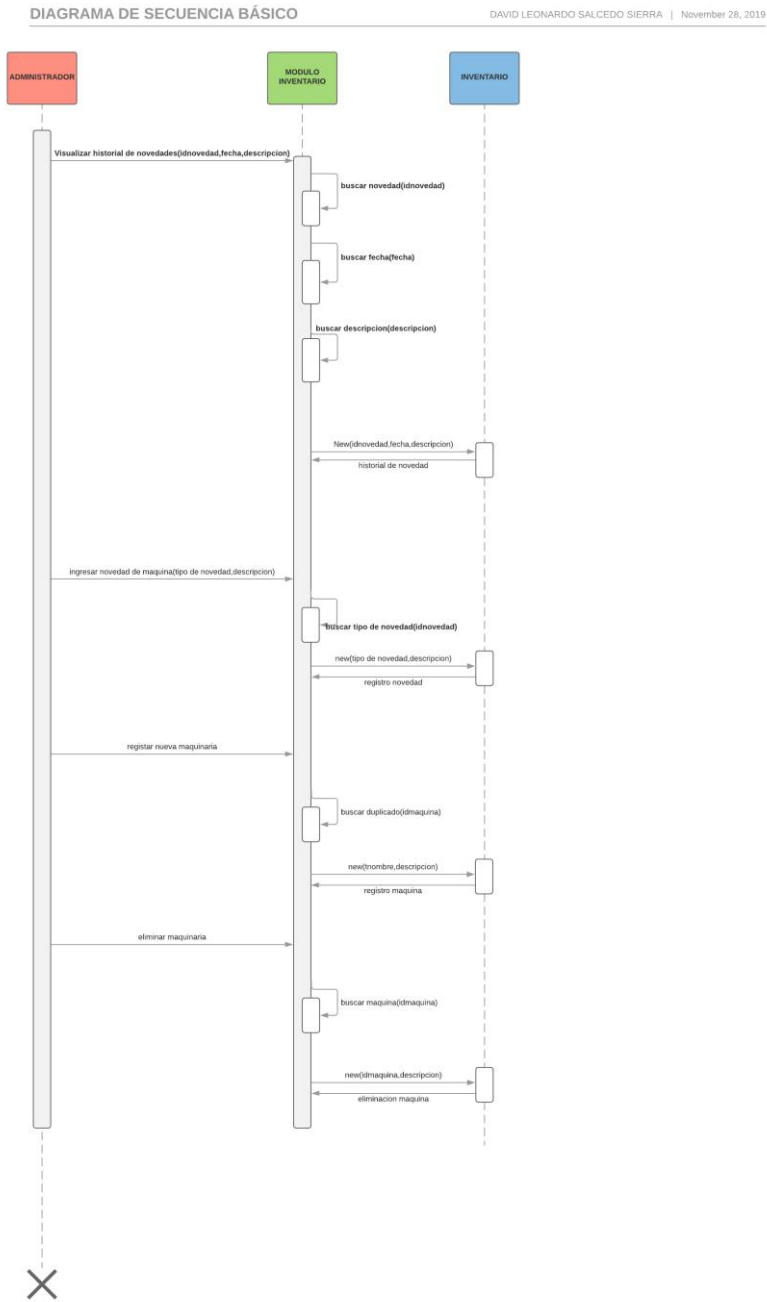 DIAGRAMA DE SECUENCIA BÁSICO
DAVID LEONARDO SALCEDO SIERRA | November 28, 2019
ADMINISTRADOR
MODULO
INVENTARIO
INVENTARIO
Visualizar historial de novedades(idnovedad,fecha,descripcion)
buscar novedad(idnovedad)
buscar fecha(fecha)
buscar descripcion(descripcion)
New(idnovedad,fecha,descripcion)
historial de novedad
ingresar novedad de maquina(tipo de novedad,descripcion)
buscar tipo de novedad(idnovedad)
new(tipo de novedad,descripcion)
registro novedad
registar nueva maquinaria
buscar duplicado(idmaquina)
new(tnombre,descripcion)
registro maquina
eliminar maquinaria
buscar maquina(idmaquina)
new(idmaquina,descripcion)
eliminacion maquina